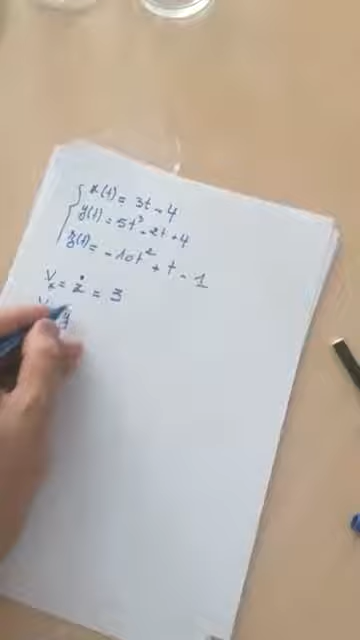 x(t) = 3t - 4
y(t) = 5t³ - 2t + 4
z(t) = -10t² + t - 1
Vx = ẋ = 3
V y